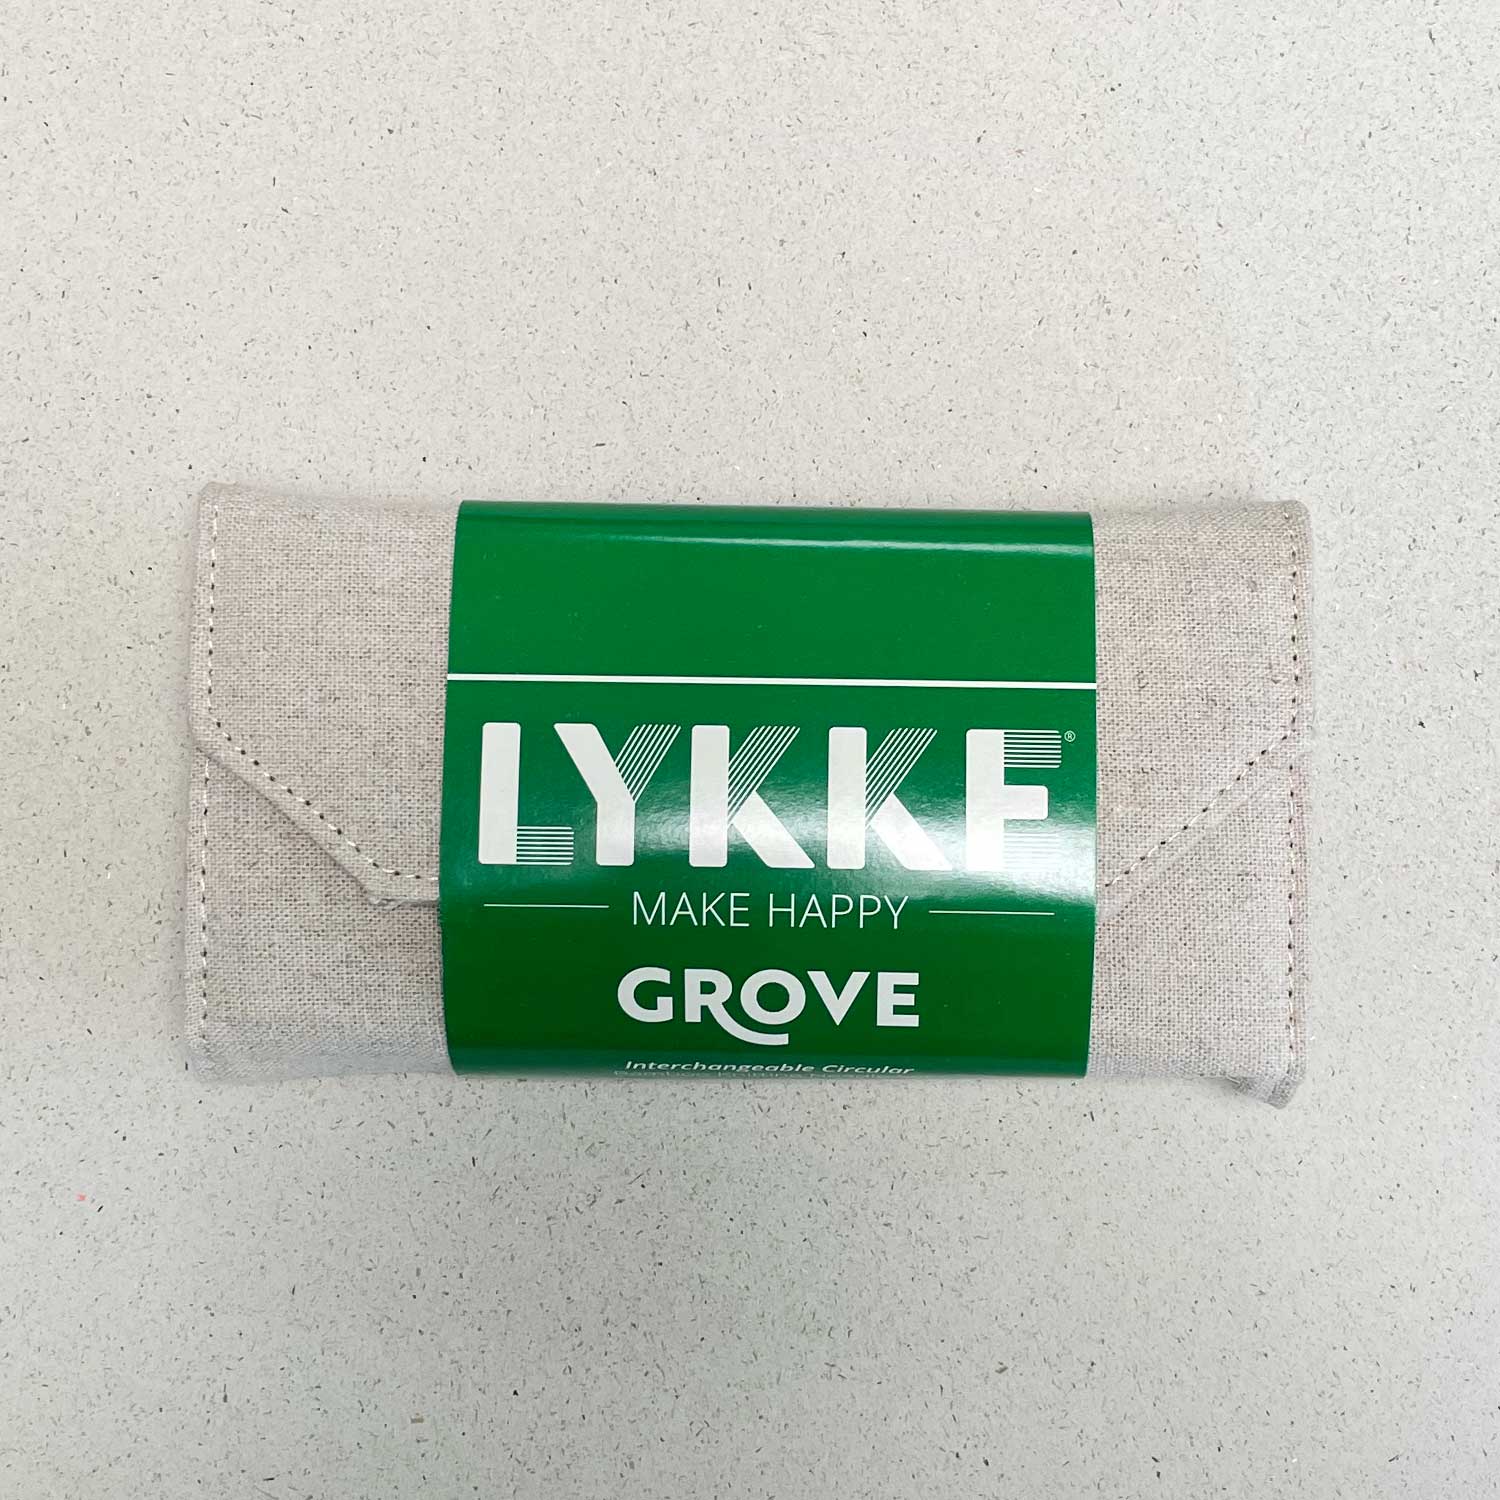 LYKKE®
MAKE HAPPY
GROVE
Interchangeable Circular